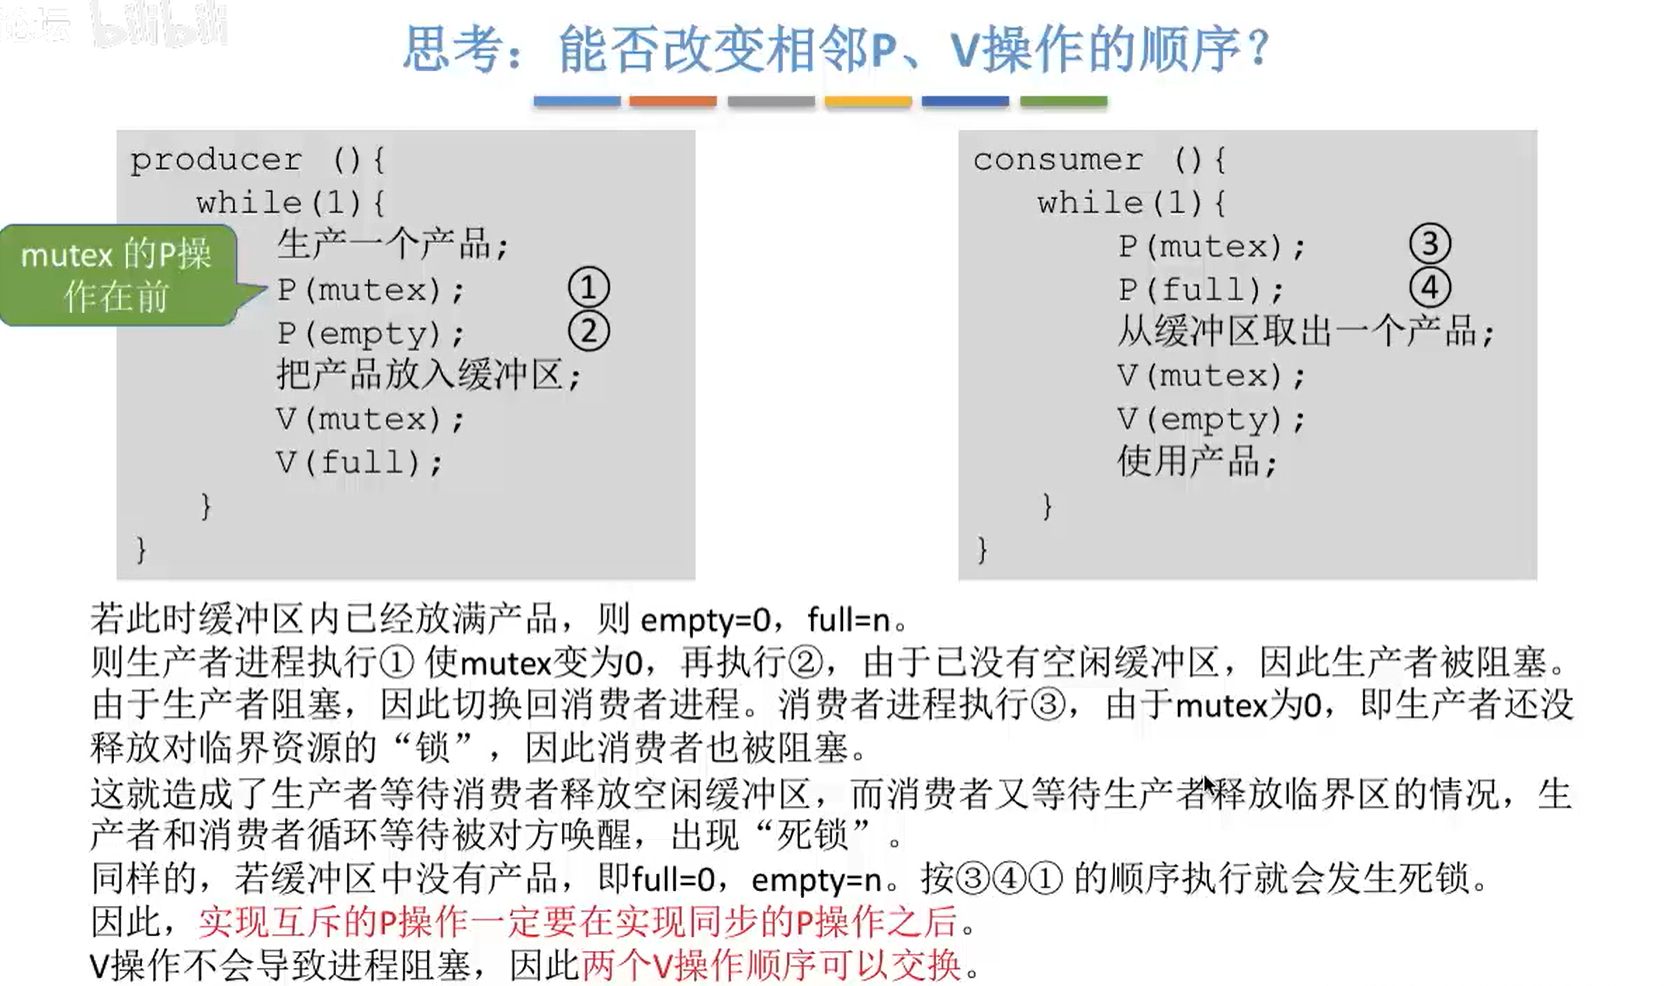 论坛 bilibili
思考：能否改变相邻P、V操作的顺序？
producer (){
while(1){
生产一个产品;
P(mutex); ①
P(empty); ②
把产品放入缓冲区;
V(mutex);
V(full);
}
}
mutex 的P操
作在前
consumer (){
while(1){
P(mutex); ③
P(full); ④
从缓冲区取出一个产品;
V(mutex);
V(empty);
使用产品;
}
}
若此时缓冲区内已经放满产品，则 empty=0，full=n。
则生产者进程执行① 使mutex变为0，再执行②，由于已没有空闲缓冲区，因此生产者被阻塞。
由于生产者阻塞，因此切换回消费者进程。消费者进程执行③，由于mutex为0，即生产者还没
释放对临界资源的“锁”，因此消费者也被阻塞。
这就造成了生产者等待消费者释放空闲缓冲区，而消费者又等待生产者释放临界区的情况，生
产者和消费者循环等待被对方唤醒，出现“死锁”。
同样的，若缓冲区中没有产品，即full=0，empty=n。按③④① 的顺序执行就会发生死锁。
因此，实现互斥的P操作一定要在实现同步的P操作之后。
V操作不会导致进程阻塞，因此两个V操作顺序可以交换。